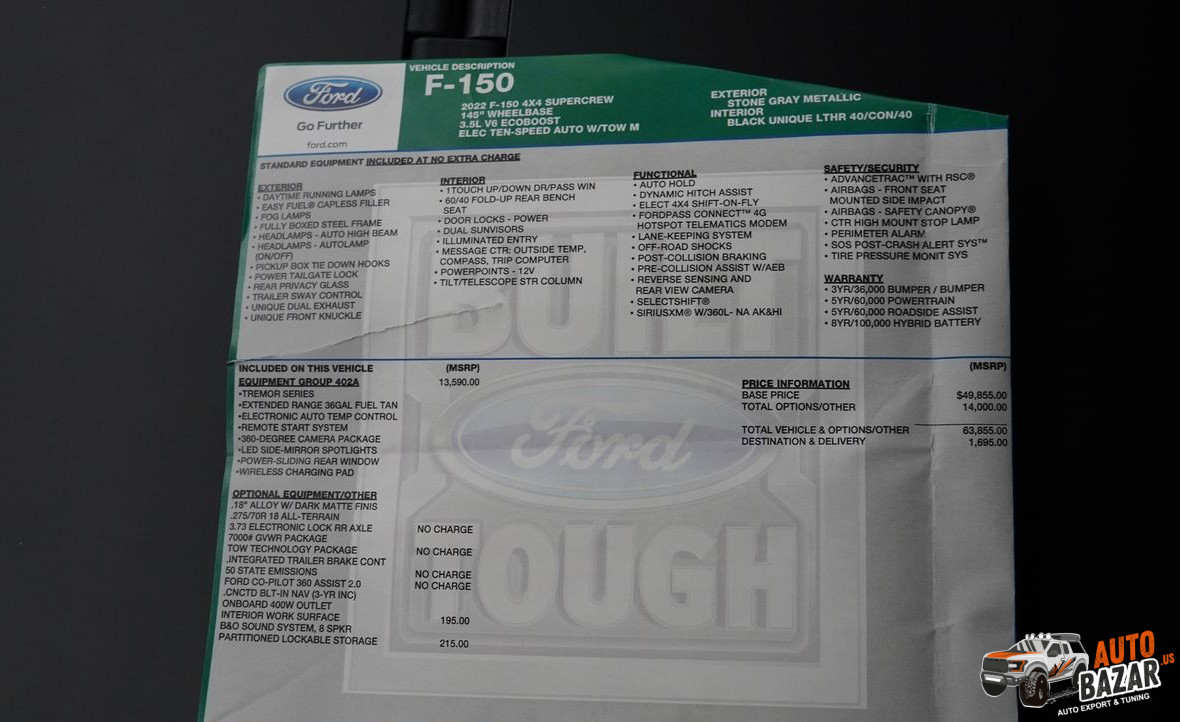 Ford
Go Further
ford.com
VEHICLE DESCRIPTION
F-150
2022 F-150 4X4 SUPERCREW
145" WHEELBASE
3.5L V6 ECOBOOST
ELEC TEN-SPEED AUTO W/TOW M
EXTERIOR
STONE GRAY METALLIC
INTERIOR
BLACK UNIQUE LTHR 40/CON/40
STANDARD EQUIPMENT INCLUDED AT NO EXTRA CHARGE
EXTERIOR
• DAYTIME RUNNING LAMPS
• EASY FUEL® CAPLESS FILLER
• FOG LAMPS
• FULLY BOXED STEEL FRAME
• HEADLAMPS - AUTO HIGH BEAM
• HEADLAMPS - AUTOLAMP
(ON/OFF)
• PICKUP BOX TIE DOWN HOOKS
• POWER TAILGATE LOCK
• REAR PRIVACY GLASS
• TRAILER SWAY CONTROL
• UNIQUE DUAL EXHAUST
• UNIQUE FRONT KNUCKLE
INTERIOR
• 1TOUCH UP/DOWN DR/PASS WIN
• 60/40 FOLD-UP REAR BENCH
SEAT
• DOOR LOCKS - POWER
• DUAL SUNVISORS
• ILLUMINATED ENTRY
• MESSAGE CTR: OUTSIDE TEMP,
COMPASS, TRIP COMPUTER
• POWERPOINTS - 12V
• TILT/TELESCOPE STR COLUMN
FUNCTIONAL
• AUTO HOLD
• DYNAMIC HITCH ASSIST
• ELECT 4X4 SHIFT-ON-FLY
• FORDPASS CONNECT™ 4G
HOTSPOT TELEMATICS MODEM
• LANE-KEEPING SYSTEM
• OFF-ROAD SHOCKS
• POST-COLLISION BRAKING
• PRE-COLLISION ASSIST W/AEB
• REVERSE SENSING AND
REAR VIEW CAMERA
• SELECTSHIFT®
• SIRIUSXM® W/360L- NA AK&HI
SAFETY/SECURITY
• ADVANCETRAC™ WITH RSC®
• AIRBAGS - FRONT SEAT
MOUNTED SIDE IMPACT
• AIRBAGS - SAFETY CANOPY®
• CTR HIGH MOUNT STOP LAMP
• PERIMETER ALARM
• SOS POST-CRASH ALERT SYS™
• TIRE PRESSURE MONIT SYS
WARRANTY
• 3YR/36,000 BUMPER / BUMPER
• 5YR/60,000 POWERTRAIN
• 5YR/60,000 ROADSIDE ASSIST
• 8YR/100,000 HYBRID BATTERY
INCLUDED ON THIS VEHICLE (MSRP)
EQUIPMENT GROUP 402A 13,590.00
•TREMOR SERIES
•EXTENDED RANGE 36GAL FUEL TAN
•ELECTRONIC AUTO TEMP CONTROL
•REMOTE START SYSTEM
•360-DEGREE CAMERA PACKAGE
•LED SIDE-MIRROR SPOTLIGHTS
•POWER-SLIDING REAR WINDOW
•WIRELESS CHARGING PAD
OPTIONAL EQUIPMENT/OTHER
.18" ALLOY W/ DARK MATTE FINIS
.275/70R 18 ALL-TERRAIN
3.73 ELECTRONIC LOCK RR AXLE NO CHARGE
7000# GVWR PACKAGE
TOW TECHNOLOGY PACKAGE NO CHARGE
.INTEGRATED TRAILER BRAKE CONT
50 STATE EMISSIONS NO CHARGE
FORD CO-PILOT 360 ASSIST 2.0 NO CHARGE
.CNCTD BLT-IN NAV (3-YR INC)
ONBOARD 400W OUTLET
INTERIOR WORK SURFACE 195.00
B&O SOUND SYSTEM, 8 SPKR
PARTITIONED LOCKABLE STORAGE 215.00
(MSRP)
PRICE INFORMATION
BASE PRICE $49,855.00
TOTAL OPTIONS/OTHER 14,000.00
TOTAL VEHICLE & OPTIONS/OTHER 63,855.00
DESTINATION & DELIVERY 1,695.00
BUILT
Ford
TOUGH
AUTO
BAZAR.US
AUTO EXPORT & TUNING